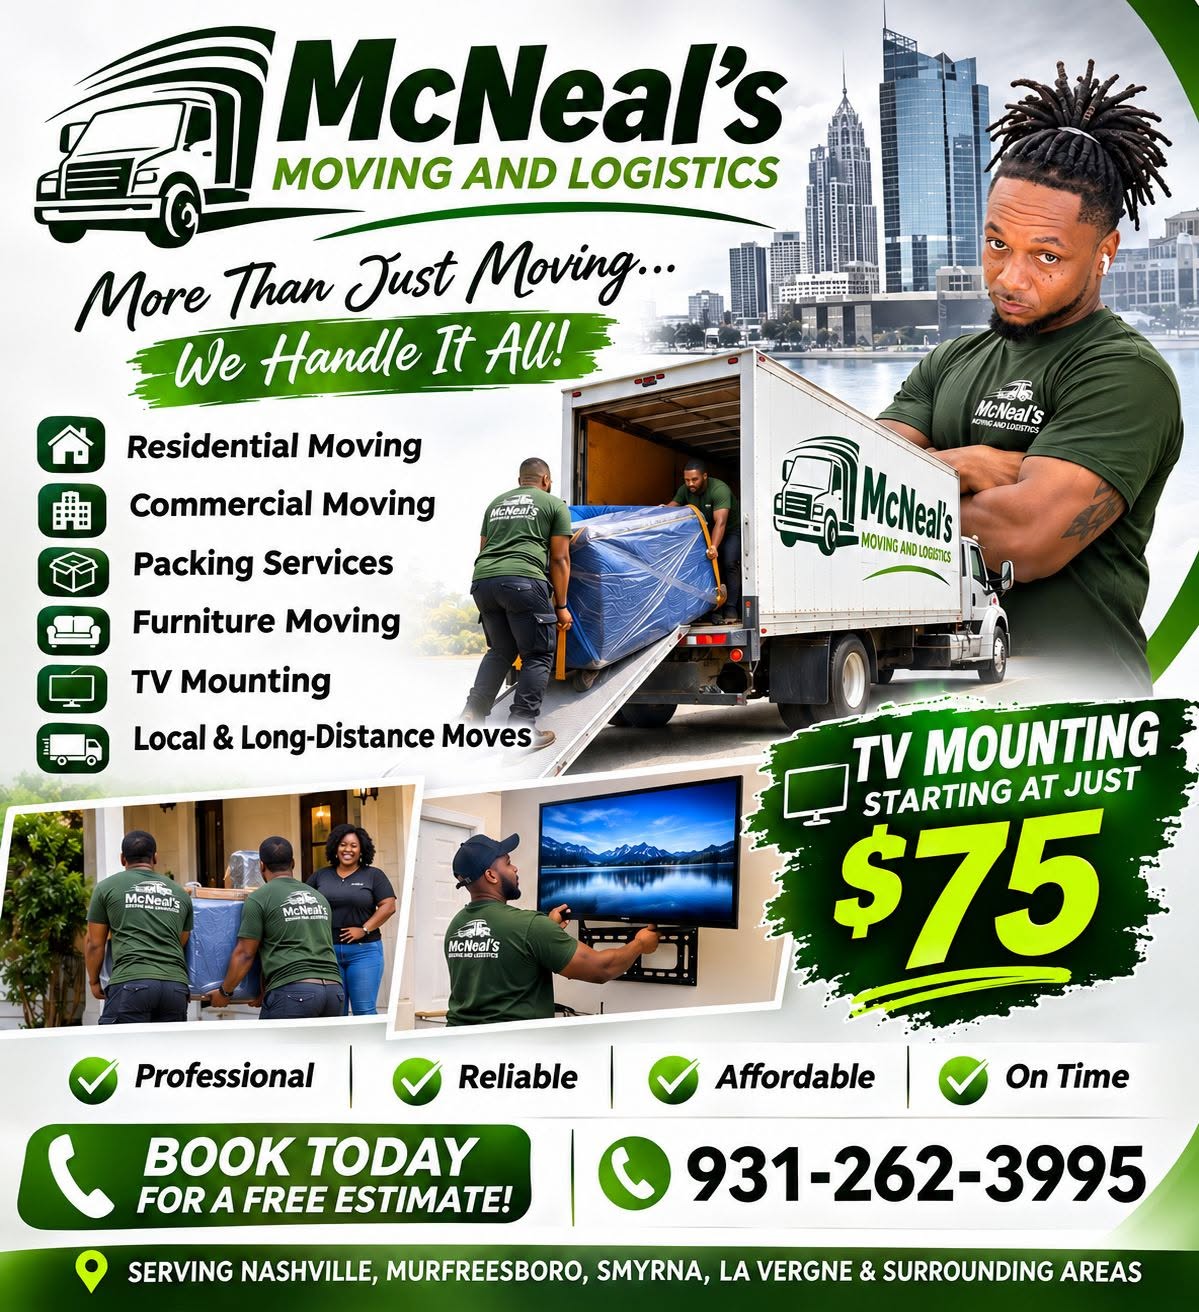 McNeal's
MOVING AND LOGISTICS
More Than Just Moving...
We Handle It All!
Residential Moving
Commercial Moving
Packing Services
Furniture Moving
TV Mounting
Local & Long-Distance Moves
McNeal's
MOVING AND LOGISTICS
McNeal's
McNeal's
MOVING AND LOGISTICS
TV MOUNTING
STARTING AT JUST
$75
McNeal's
McNeal's
McNeal's
Professional
Reliable
Affordable
On Time
BOOK TODAY
FOR A FREE ESTIMATE!
931-262-3995
SERVING NASHVILLE, MURFREESBORO, SMYRNA, LA VERGNE & SURROUNDING AREAS